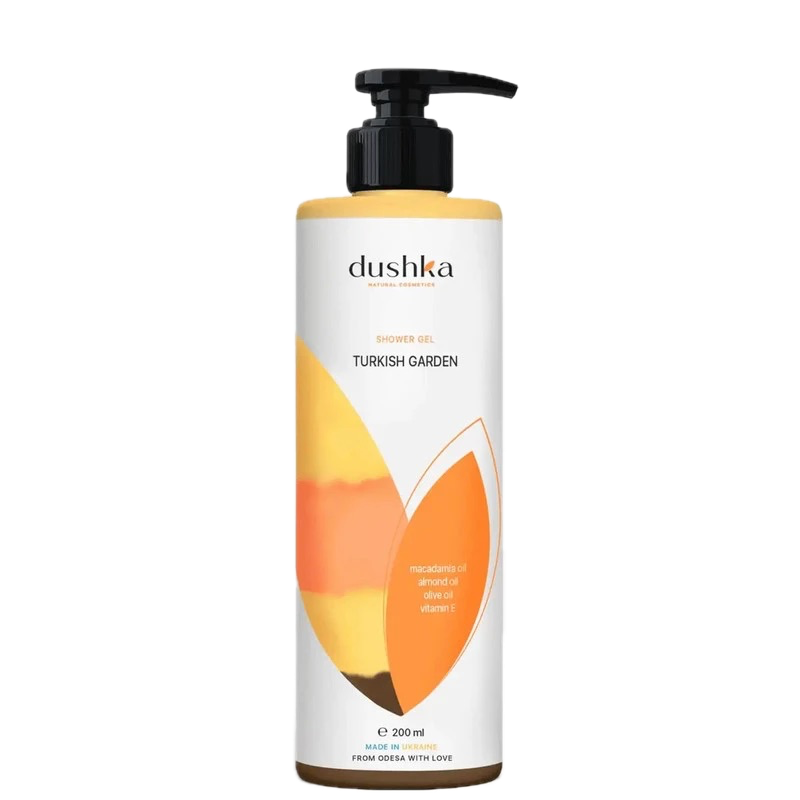 dushka
NATURAL COSMETICS
SHOWER GEL
TURKISH GARDEN
macadamia oil
almond oil
olive oil
vitamin E
℮ 200 ml
MADE IN UKRAINE
FROM ODESA WITH LOVE